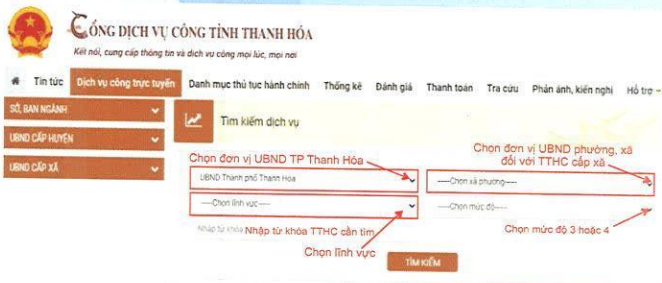 CỔNG DỊCH VỤ CÔNG TỈNH THANH HÓA
Kết nối, cung cấp thông tin và dịch vụ công mọi lúc, mọi nơi
Tin tức Dịch vụ công trực tuyến Danh mục thủ tục hành chính Thống kê Đánh giá Thanh toán Tra cứu Phản ánh, kiến nghị Hỗ trợ
SỞ, BAN NGÀNH
UBND CẤP HUYỆN
UBND CẤP XÃ
Tìm kiếm dịch vụ
Chọn đơn vị UBND TP Thanh Hóa
Chọn đơn vị UBND phường, xã
đối với TTHC cấp xã
UBND Thành phố Thanh Hóa
----Chọn xã phường----
----Chọn lĩnh vực----
----Chọn mức độ----
Nhập từ khóa Nhập từ khóa TTHC cần tìm
Chọn mức độ 3 hoặc 4
Chọn lĩnh vực
TÌM KIẾM